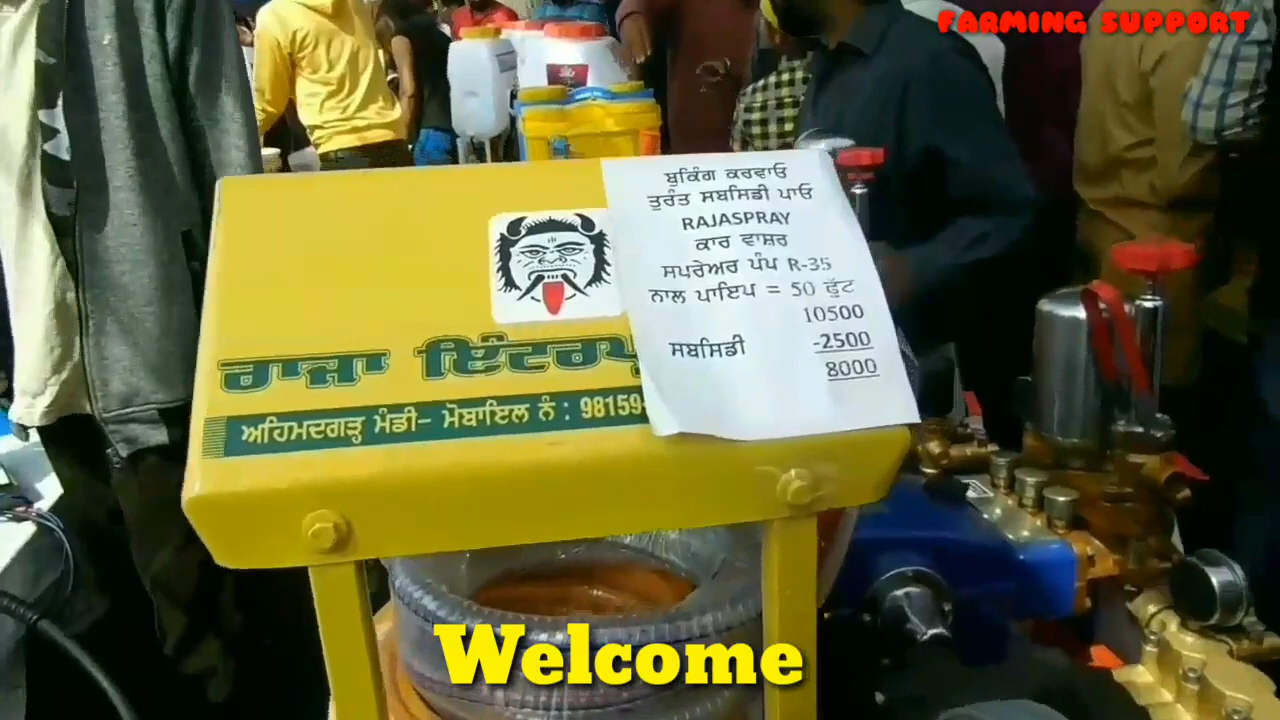 FARMING SUPPORT
ਬੁਕਿੰਗ ਕਰਵਾਓ
ਤੁਰੰਤ ਸਬਸਿਡੀ ਪਾਓ
RAJASPRAY
ਕਾਰ ਵਾਸ਼ਰ
ਸਪਰੇਅਰ ਪੰਪ R-35
ਨਾਲ ਪਾਇਪ = 50 ਫੁੱਟ
10500
ਸਬਸਿਡੀ -2500
8000
ਰਾਜਾ
ਅਹਿਮਦਗੜ੍ਹ ਮੰਡੀ– ਮੋਬਾਇਲ ਨੰ : 98159
Welcome